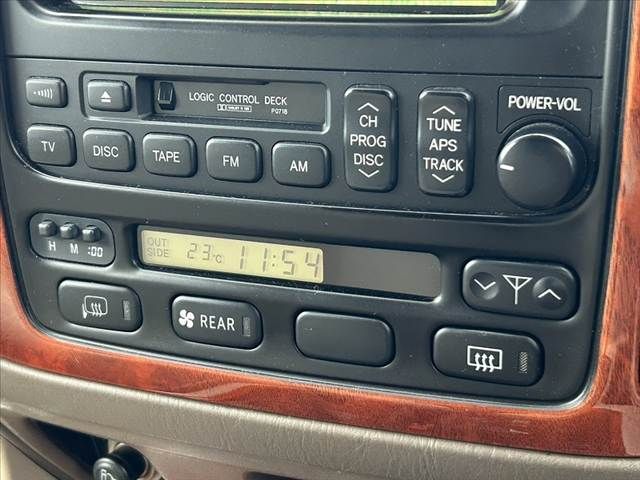 LOGIC CONTROL DECK
P0718
TV
DISC
TAPE
FM
AM
CH
PROG
DISC
TUNE
APS
TRACK
POWER-VOL
H M :00
OUT
SIDE
23°C
11:54
REAR